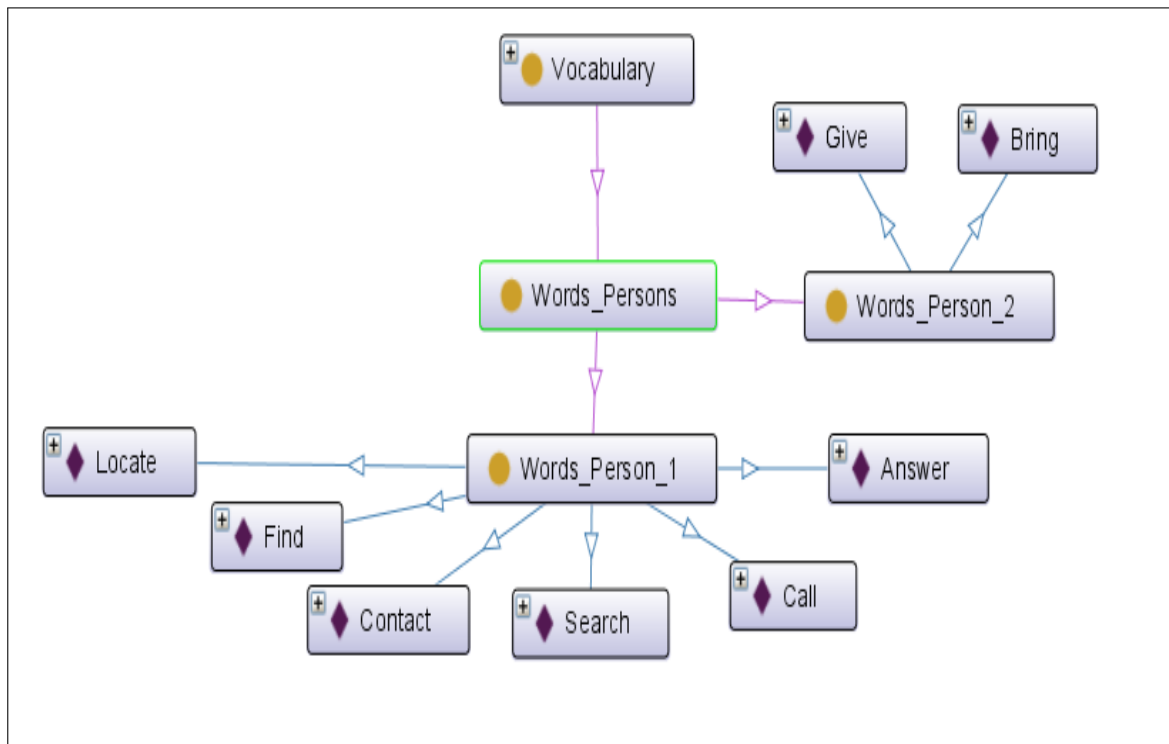 Vocabulary
Give
Bring
Words_Persons
Words_Person_2
Locate
Words_Person_1
Answer
Find
Contact
Search
Call